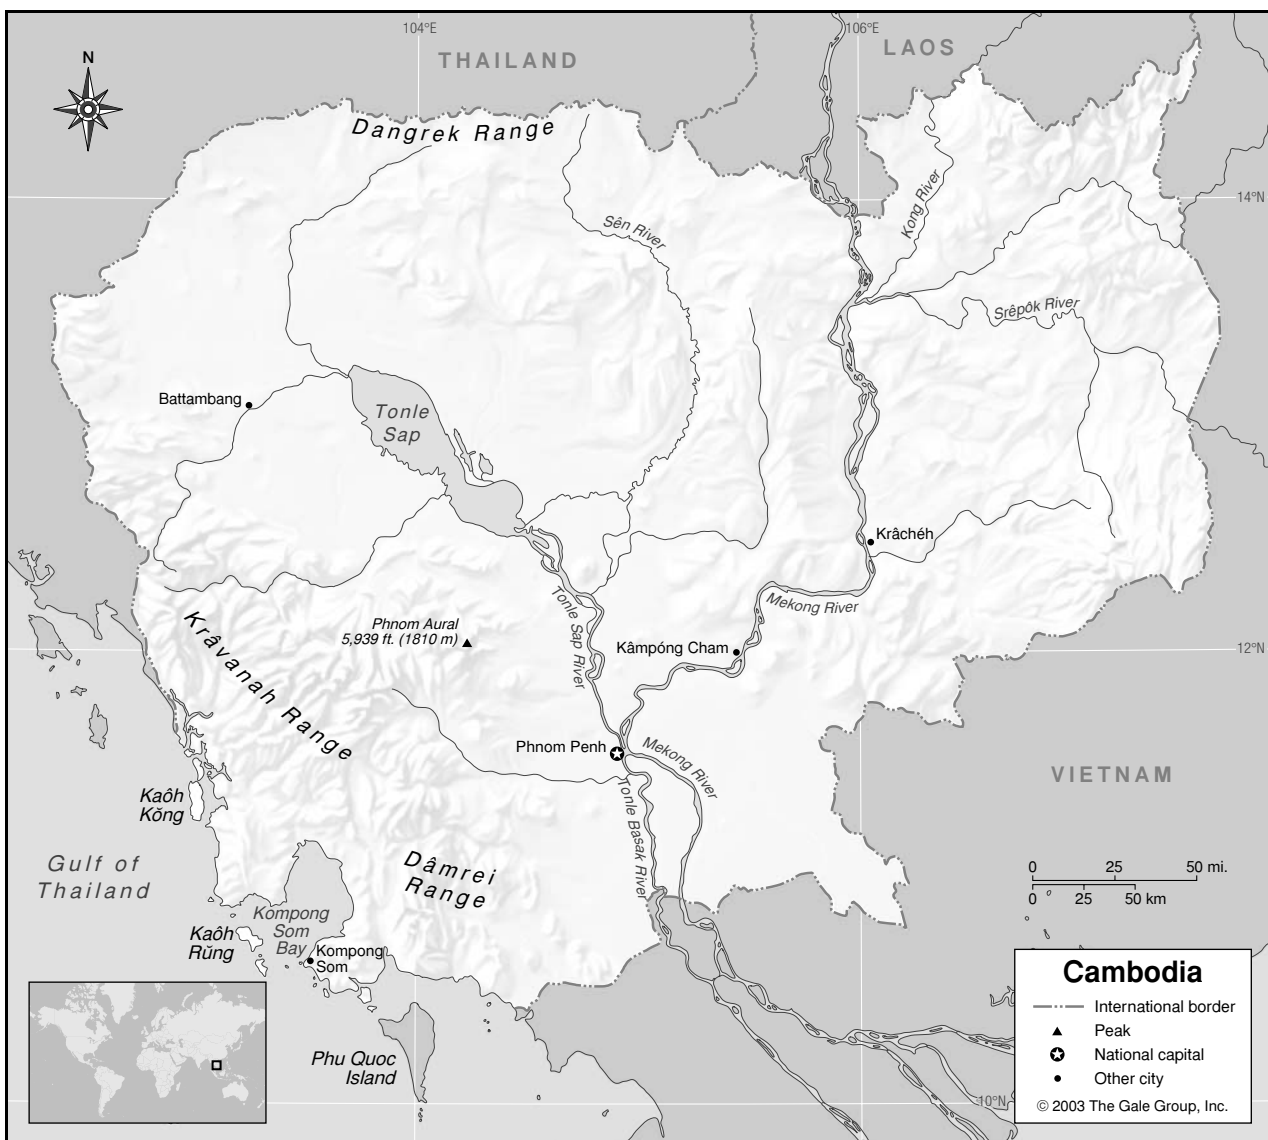 104°E
106°E
THAILAND
LAOS
N
Dangrek Range
14°N
Kong River
Sên River
Srêpôk River
Battambang
Tonle
Sap
Krâchéh
Mekong River
Tonle Sap River
Phnom Aural
5,939 ft. (1810 m)
Kâmpóng Cham
12°N
Krâvanah Range
Phnom Penh
Mekong River
VIETNAM
Tonle Basak River
Kaôh
Kŏng
Gulf of
Thailand
Dâmrei
Range
0 25 50 mi.
0 25 50 km
Kompong
Som
Bay
Kaôh
Rŭng
Kompong
Som
Phu Quoc
Island
10°N
Cambodia
International border
Peak
National capital
Other city
© 2003 The Gale Group, Inc.